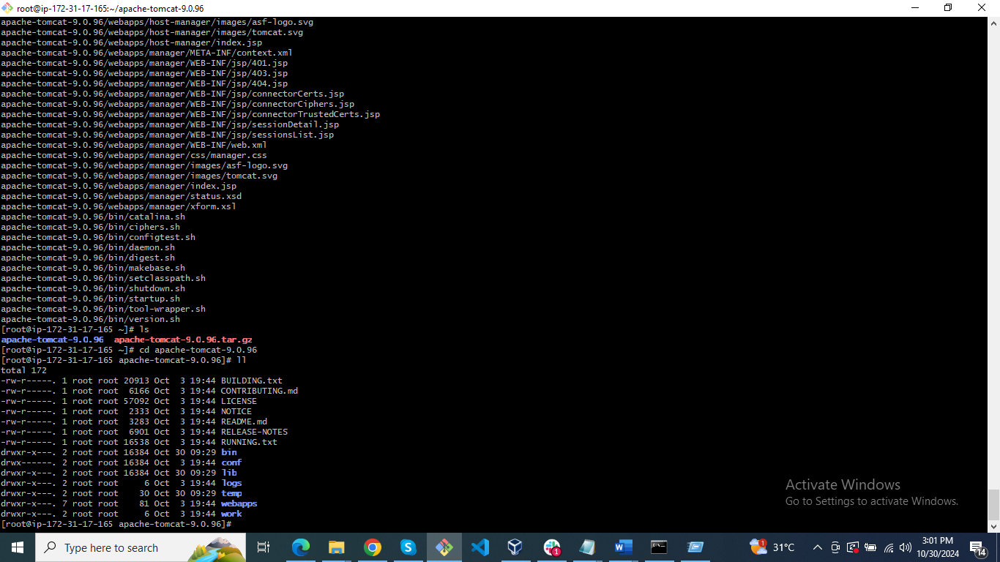 root@ip-172-31-17-165:~/apache-tomcat-9.0.96
apache-tomcat-9.0.96/webapps/host-manager/images/asf-logo.svg
apache-tomcat-9.0.96/webapps/host-manager/images/tomcat.svg
apache-tomcat-9.0.96/webapps/host-manager/index.jsp
apache-tomcat-9.0.96/webapps/manager/META-INF/context.xml
apache-tomcat-9.0.96/webapps/manager/WEB-INF/jsp/401.jsp
apache-tomcat-9.0.96/webapps/manager/WEB-INF/jsp/403.jsp
apache-tomcat-9.0.96/webapps/manager/WEB-INF/jsp/404.jsp
apache-tomcat-9.0.96/webapps/manager/WEB-INF/jsp/connectorCerts.jsp
apache-tomcat-9.0.96/webapps/manager/WEB-INF/jsp/connectorCiphers.jsp
apache-tomcat-9.0.96/webapps/manager/WEB-INF/jsp/connectorTrustedCerts.jsp
apache-tomcat-9.0.96/webapps/manager/WEB-INF/jsp/sessionDetail.jsp
apache-tomcat-9.0.96/webapps/manager/WEB-INF/jsp/sessionsList.jsp
apache-tomcat-9.0.96/webapps/manager/WEB-INF/web.xml
apache-tomcat-9.0.96/webapps/manager/css/manager.css
apache-tomcat-9.0.96/webapps/manager/images/asf-logo.svg
apache-tomcat-9.0.96/webapps/manager/images/tomcat.svg
apache-tomcat-9.0.96/webapps/manager/index.jsp
apache-tomcat-9.0.96/webapps/manager/status.xsd
apache-tomcat-9.0.96/webapps/manager/xform.xsl
apache-tomcat-9.0.96/bin/catalina.sh
apache-tomcat-9.0.96/bin/ciphers.sh
apache-tomcat-9.0.96/bin/configtest.sh
apache-tomcat-9.0.96/bin/daemon.sh
apache-tomcat-9.0.96/bin/digest.sh
apache-tomcat-9.0.96/bin/makebase.sh
apache-tomcat-9.0.96/bin/setclasspath.sh
apache-tomcat-9.0.96/bin/shutdown.sh
apache-tomcat-9.0.96/bin/startup.sh
apache-tomcat-9.0.96/bin/tool-wrapper.sh
apache-tomcat-9.0.96/bin/version.sh
[root@ip-172-31-17-165 ~]# ls
apache-tomcat-9.0.96  apache-tomcat-9.0.96.tar.gz
[root@ip-172-31-17-165 ~]# cd apache-tomcat-9.0.96
[root@ip-172-31-17-165 apache-tomcat-9.0.96]# ll
total 172
-rw-r-----. 1 root root 20913 Oct  3 19:44 BUILDING.txt
-rw-r-----. 1 root root  6166 Oct  3 19:44 CONTRIBUTING.md
-rw-r-----. 1 root root 57092 Oct  3 19:44 LICENSE
-rw-r-----. 1 root root  2333 Oct  3 19:44 NOTICE
-rw-r-----. 1 root root  3283 Oct  3 19:44 README.md
-rw-r-----. 1 root root  6901 Oct  3 19:44 RELEASE-NOTES
-rw-r-----. 1 root root 16538 Oct  3 19:44 RUNNING.txt
drwxr-x---. 2 root root 16384 Oct 30 09:29 bin
drwx------. 2 root root 16384 Oct  3 19:44 conf
drwxr-x---. 2 root root 16384 Oct 30 09:29 lib
drwxr-x---. 2 root root     6 Oct  3 19:44 logs
drwxr-x---. 2 root root    30 Oct 30 09:29 temp
drwxr-x---. 7 root root    81 Oct  3 19:44 webapps
drwxr-x---. 2 root root     6 Oct  3 19:44 work
[root@ip-172-31-17-165 apache-tomcat-9.0.96]#
Activate Windows
Go to Settings to activate Windows.
Type here to search
1
1
31°C
3:01 PM
10/30/2024
14